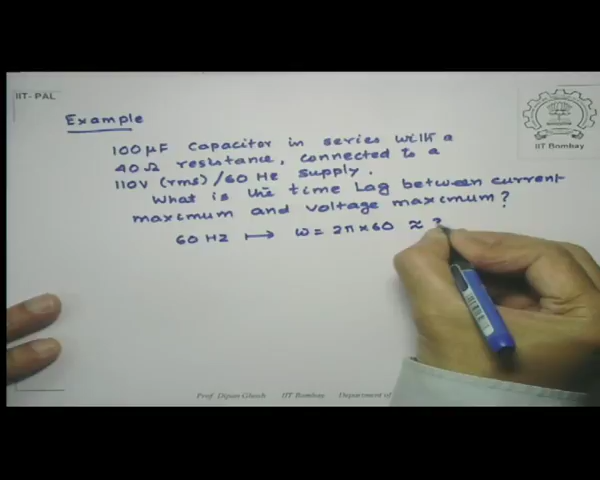 IIT- PAL
Example
100μF capacitor in series with a
40Ω resistance, connected to a
110V (rms) / 60 Hz supply.
What is the time lag between current
maximum and voltage maximum?
60 HZ ↦ ω = 2π×60 ≈ 3
IIT Bombay
Prof. Dipan Ghosh IIT Bombay Department of